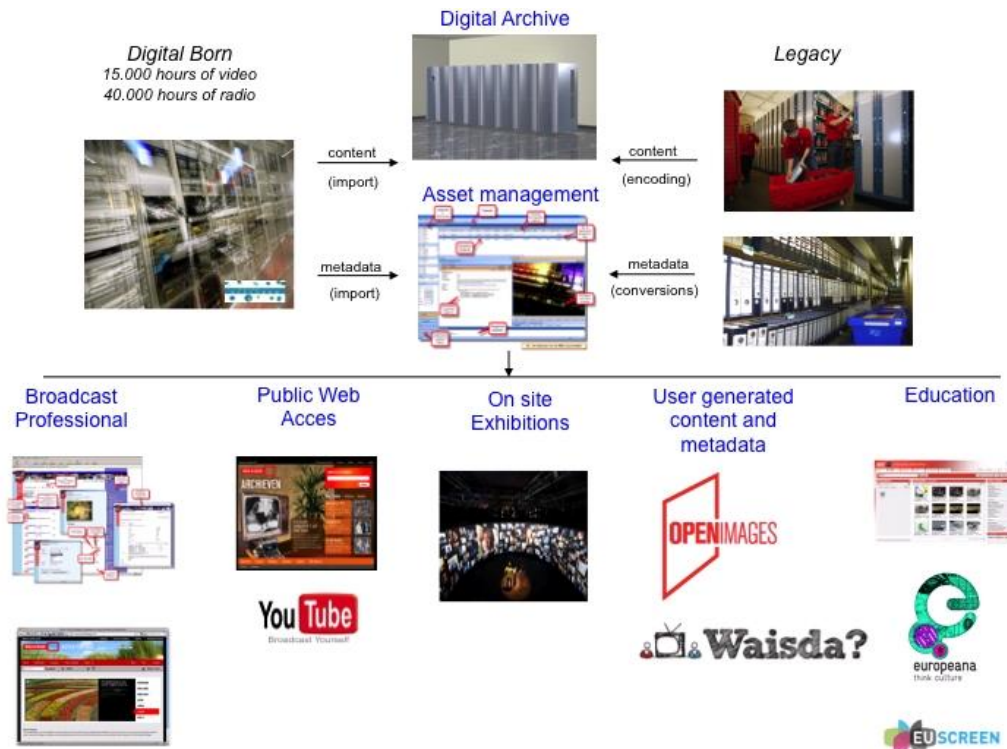 Digital Archive
Digital Born
15.000 hours of video
40.000 hours of radio
Legacy
content
(import)
content
(encoding)
Asset management
metadata
(import)
metadata
(conversions)
Broadcast
Professional
Public Web
Acces
On site
Exhibitions
User generated
content and
metadata
Education
ARCHIEVEN
OPENIMAGES
YouTube
Broadcast Yourself
Waisda?
europeana
think culture
EUSCREEN